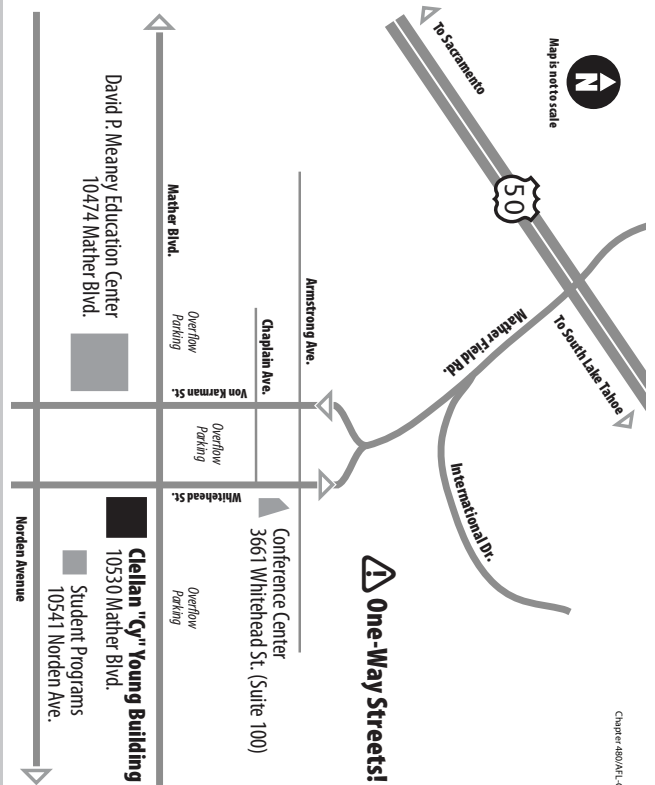 N
Map is not to scale
To Sacramento
50
To South Lake Tahoe
Mather Field Rd.
International Dr.
⚠ One-Way Streets!
Armstrong Ave.
Chaplain Ave.
Conference Center
3661 Whitehead St. (Suite 100)
Mather Blvd.
Overflow
Parking
Von Karman St.
Overflow
Parking
Whitehead St.
Overflow
Parking
David P. Meaney Education Center
10474 Mather Blvd.
Clellan "Cy" Young Building
10530 Mather Blvd.
Student Programs
10541 Norden Ave.
Norden Avenue
Chapter 480/AFL-